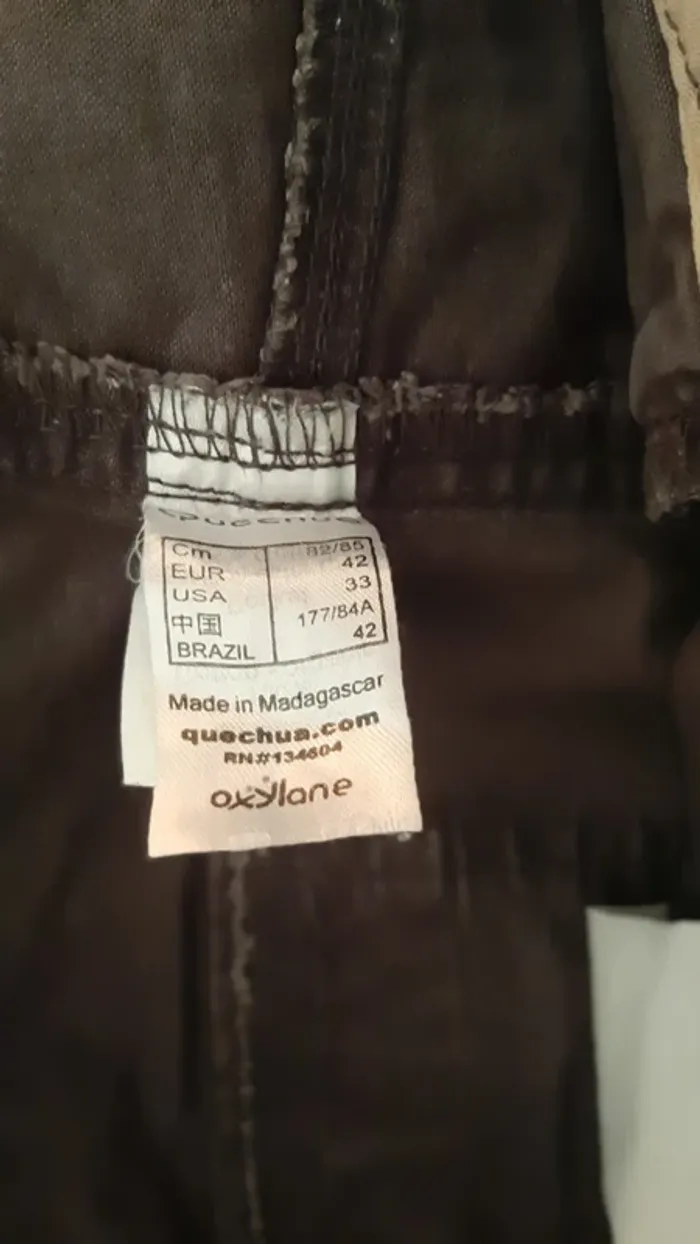 quechua
Cm 82/85
EUR 42
USA 33
中国 177/84A
BRAZIL 42
Made in Madagascar
quechua.com
RN#134604
oxylane